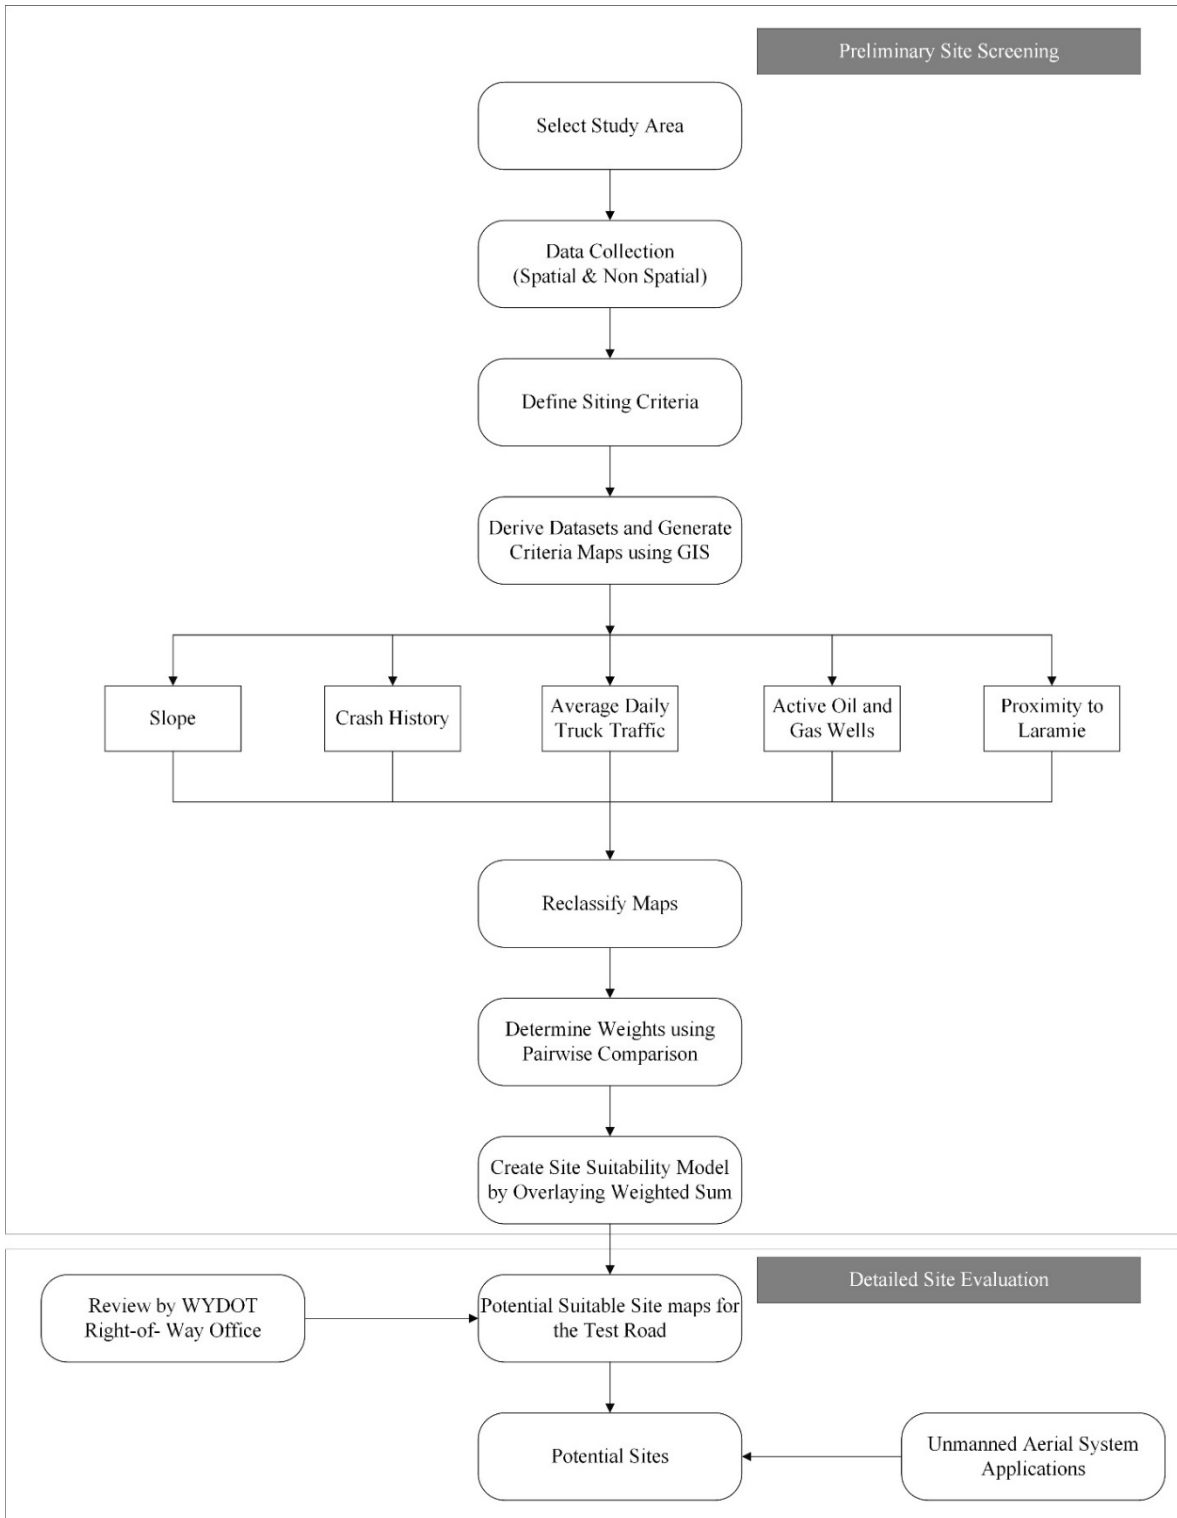 Preliminary Site Screening
Select Study Area
Data Collection
(Spatial & Non Spatial)
Define Siting Criteria
Derive Datasets and Generate
Criteria Maps using GIS
Slope
Crash History
Average Daily
Truck Traffic
Active Oil and
Gas Wells
Proximity to
Laramie
Reclassify Maps
Determine Weights using
Pairwise Comparison
Create Site Suitability Model
by Overlaying Weighted Sum
Detailed Site Evaluation
Review by WYDOT
Right-of- Way Office
Potential Suitable Site maps for
the Test Road
Potential Sites
Unmanned Aerial System
Applications